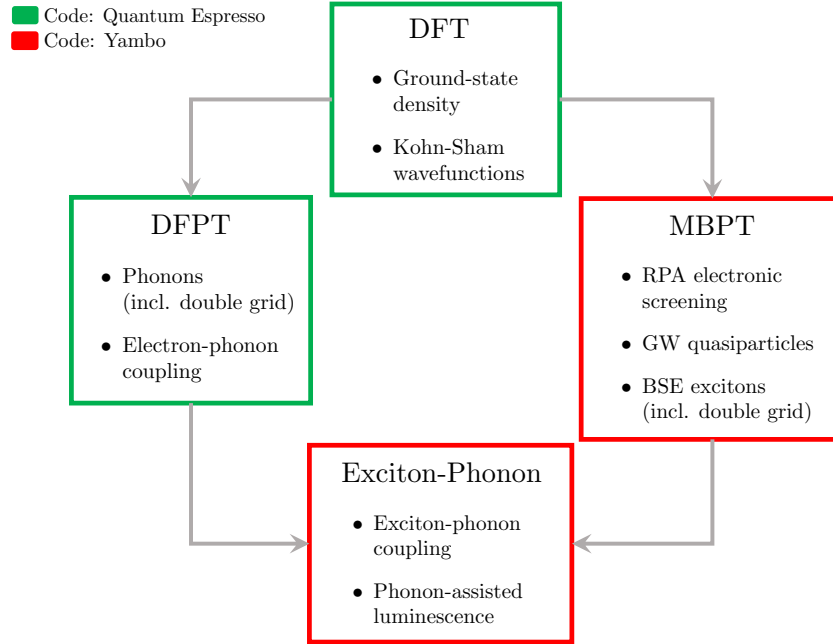 Code: Quantum Espresso
Code: Yambo
DFT
• Ground-state
density
• Kohn-Sham
wavefunctions
DFPT
• Phonons
(incl. double grid)
• Electron-phonon
coupling
MBPT
• RPA electronic
screening
• GW quasiparticles
• BSE excitons
(incl. double grid)
Exciton-Phonon
• Exciton-phonon
coupling
• Phonon-assisted
luminescence